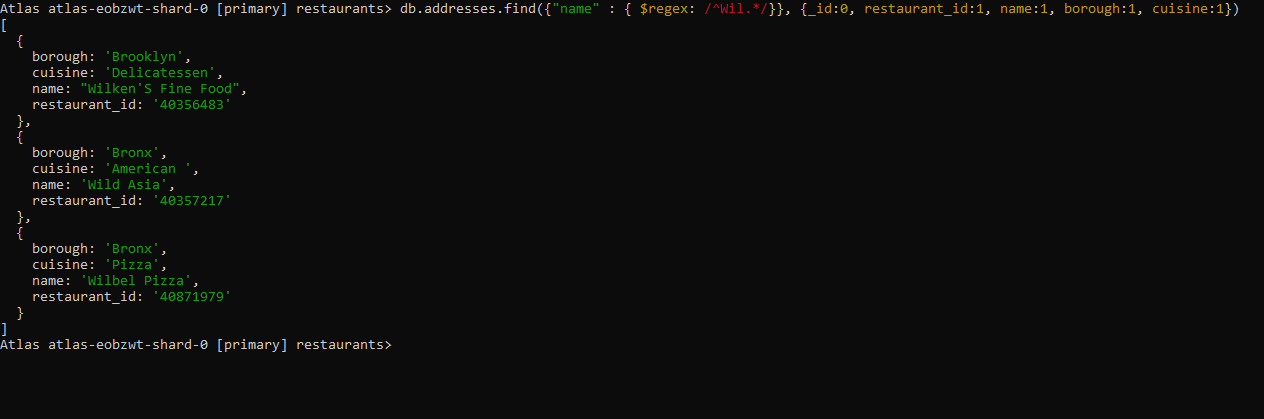 Atlas atlas-eobzwt-shard-0 [primary] restaurants> db.addresses.find({"name" : { $regex: /^Wil.*/}}, {_id:0, restaurant_id:1, name:1, borough:1, cuisine:1})
[
  {
    borough: 'Brooklyn',
    cuisine: 'Delicatessen',
    name: "Wilken'S Fine Food",
    restaurant_id: '40356483'
  },
  {
    borough: 'Bronx',
    cuisine: 'American ',
    name: 'Wild Asia',
    restaurant_id: '40357217'
  },
  {
    borough: 'Bronx',
    cuisine: 'Pizza',
    name: 'Wilbel Pizza',
    restaurant_id: '40871979'
  }
]
Atlas atlas-eobzwt-shard-0 [primary] restaurants>